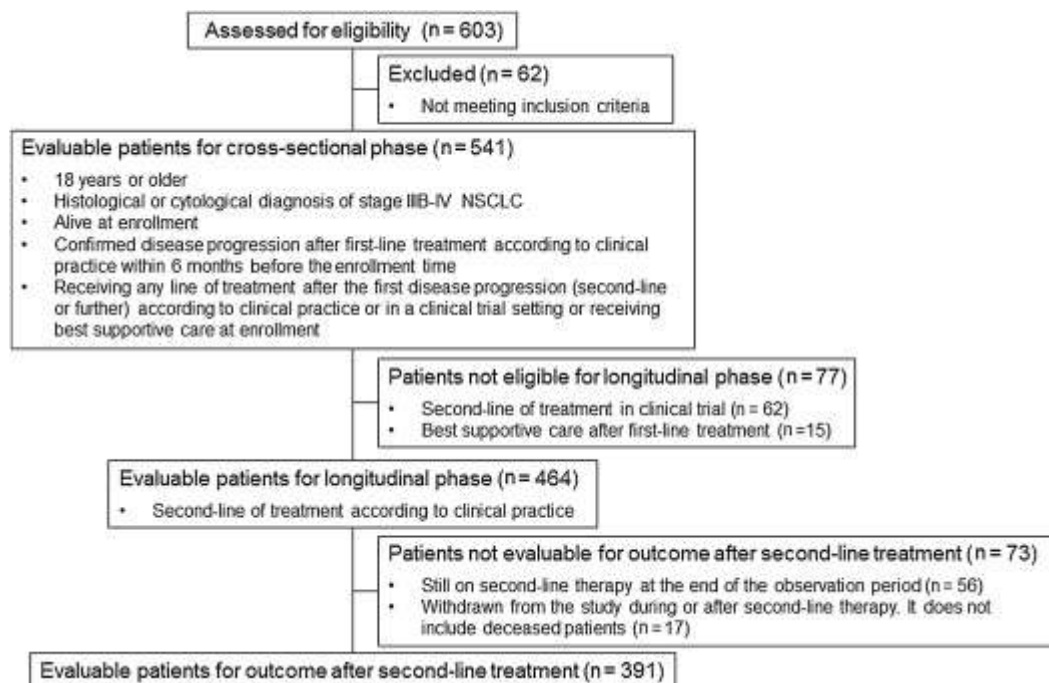 Assessed for eligibility (n = 603)
Excluded (n = 62)
• Not meeting inclusion criteria
Evaluable patients for cross-sectional phase (n = 541)
• 18 years or older
• Histological or cytological diagnosis of stage IIIB-IV NSCLC
• Alive at enrollment
• Confirmed disease progression after first-line treatment according to clinical
practice within 6 months before the enrollment time
• Receiving any line of treatment after the first disease progression (second-line
or further) according to clinical practice or in a clinical trial setting or receiving
best supportive care at enrollment
Patients not eligible for longitudinal phase (n = 77)
• Second-line of treatment in clinical trial (n = 62)
• Best supportive care after first-line treatment (n =15)
Evaluable patients for longitudinal phase (n = 464)
• Second-line of treatment according to clinical practice
Patients not evaluable for outcome after second-line treatment (n = 73)
• Still on second-line therapy at the end of the observation period (n = 56)
• Withdrawn from the study during or after second-line therapy. It does not
include deceased patients (n = 17)
Evaluable patients for outcome after second-line treatment (n = 391)